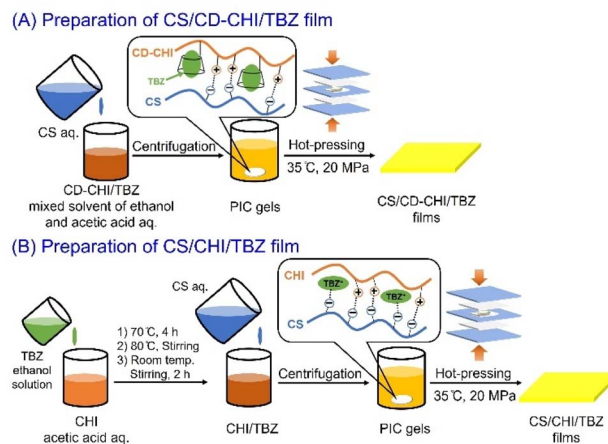 (A) Preparation of CS/CD-CHI/TBZ film
CD-CHI
TBZ
CS
CS aq.
Centrifugation
Hot-pressing
35℃, 20 MPa
CD-CHI/TBZ
mixed solvent of ethanol
and acetic acid aq.
PIC gels
CS/CD-CHI/TBZ
films
(B) Preparation of CS/CHI/TBZ film
CS aq.
CHI
TBZ⁺
TBZ⁺
CS
TBZ
ethanol
solution
1) 70℃, 4 h
2) 80℃, Stirring
3) Room temp.
Stirring, 2 h
Centrifugation
Hot-pressing
35℃, 20 MPa
CHI
acetic acid aq.
CHI/TBZ
PIC gels
CS/CHI/TBZ
films